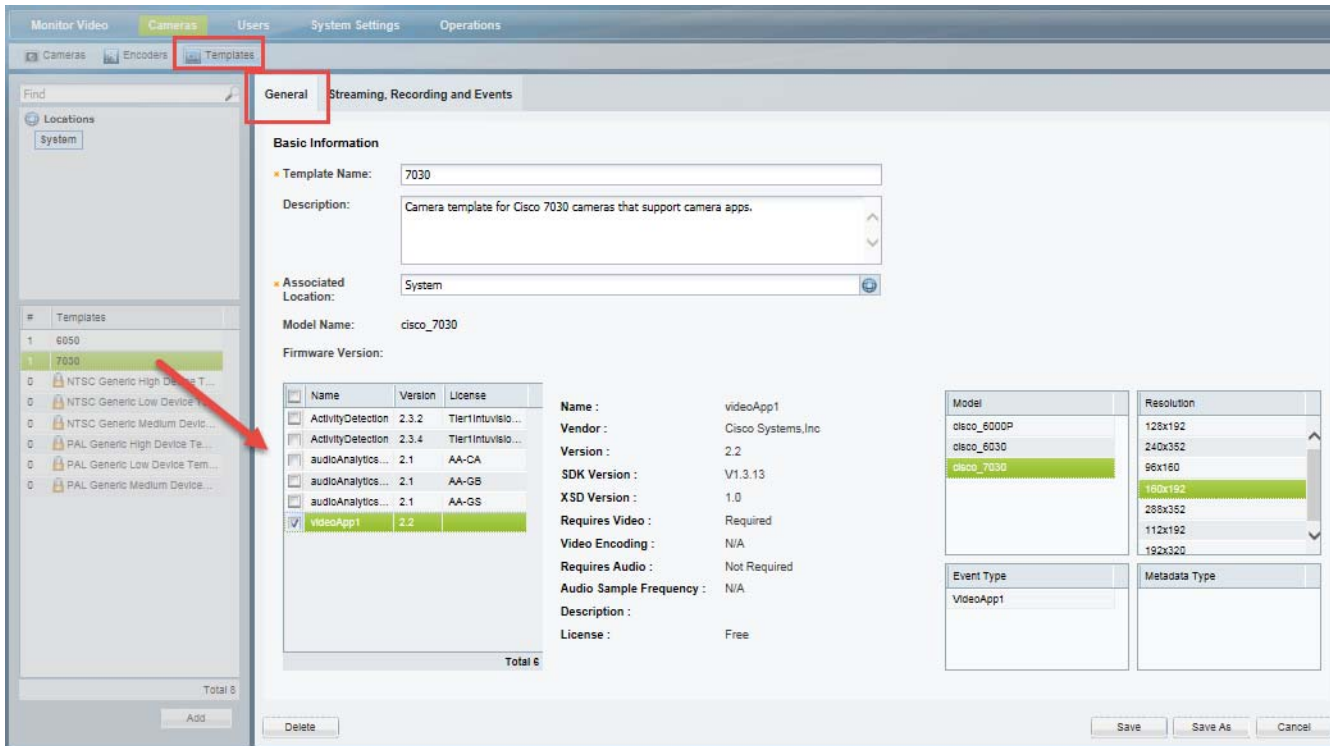 Monitor Video Cameras Users System Settings Operations
Cameras Encoders Templates
Find
Locations
System
# Templates
1 6050
1 7030
0 NTSC Generic High Device T...
0 NTSC Generic Low Device T...
0 NTSC Generic Medium Devic...
0 PAL Generic High Device Te...
0 PAL Generic Low Device Tem...
0 PAL Generic Medium Device...
Total 8
Add
General Streaming, Recording and Events
Basic Information
Template Name: 7030
Description: Camera template for Cisco 7030 cameras that support camera apps.
Associated Location: System
Model Name: cisco_7030
Firmware Version:
Name Version License
ActivityDetection 2.3.2 Tier1Intuvisio...
ActivityDetection 2.3.4 Tier1Intuvisio...
audioAnalytics... 2.1 AA-CA
audioAnalytics... 2.1 AA-GB
audioAnalytics... 2.1 AA-GS
videoApp1 2.2
Total 6
Name : videoApp1
Vendor : Cisco Systems,Inc
Version : 2.2
SDK Version : V1.3.13
XSD Version : 1.0
Requires Video : Required
Video Encoding : N/A
Requires Audio : Not Required
Audio Sample Frequency : N/A
Description :
License : Free
Model
cisco_6000P
cisco_6030
cisco_7030
Resolution
128x192
240x352
96x160
160x192
288x352
112x192
192x320
Event Type
VideoApp1
Metadata Type
Delete Save Save As Cancel